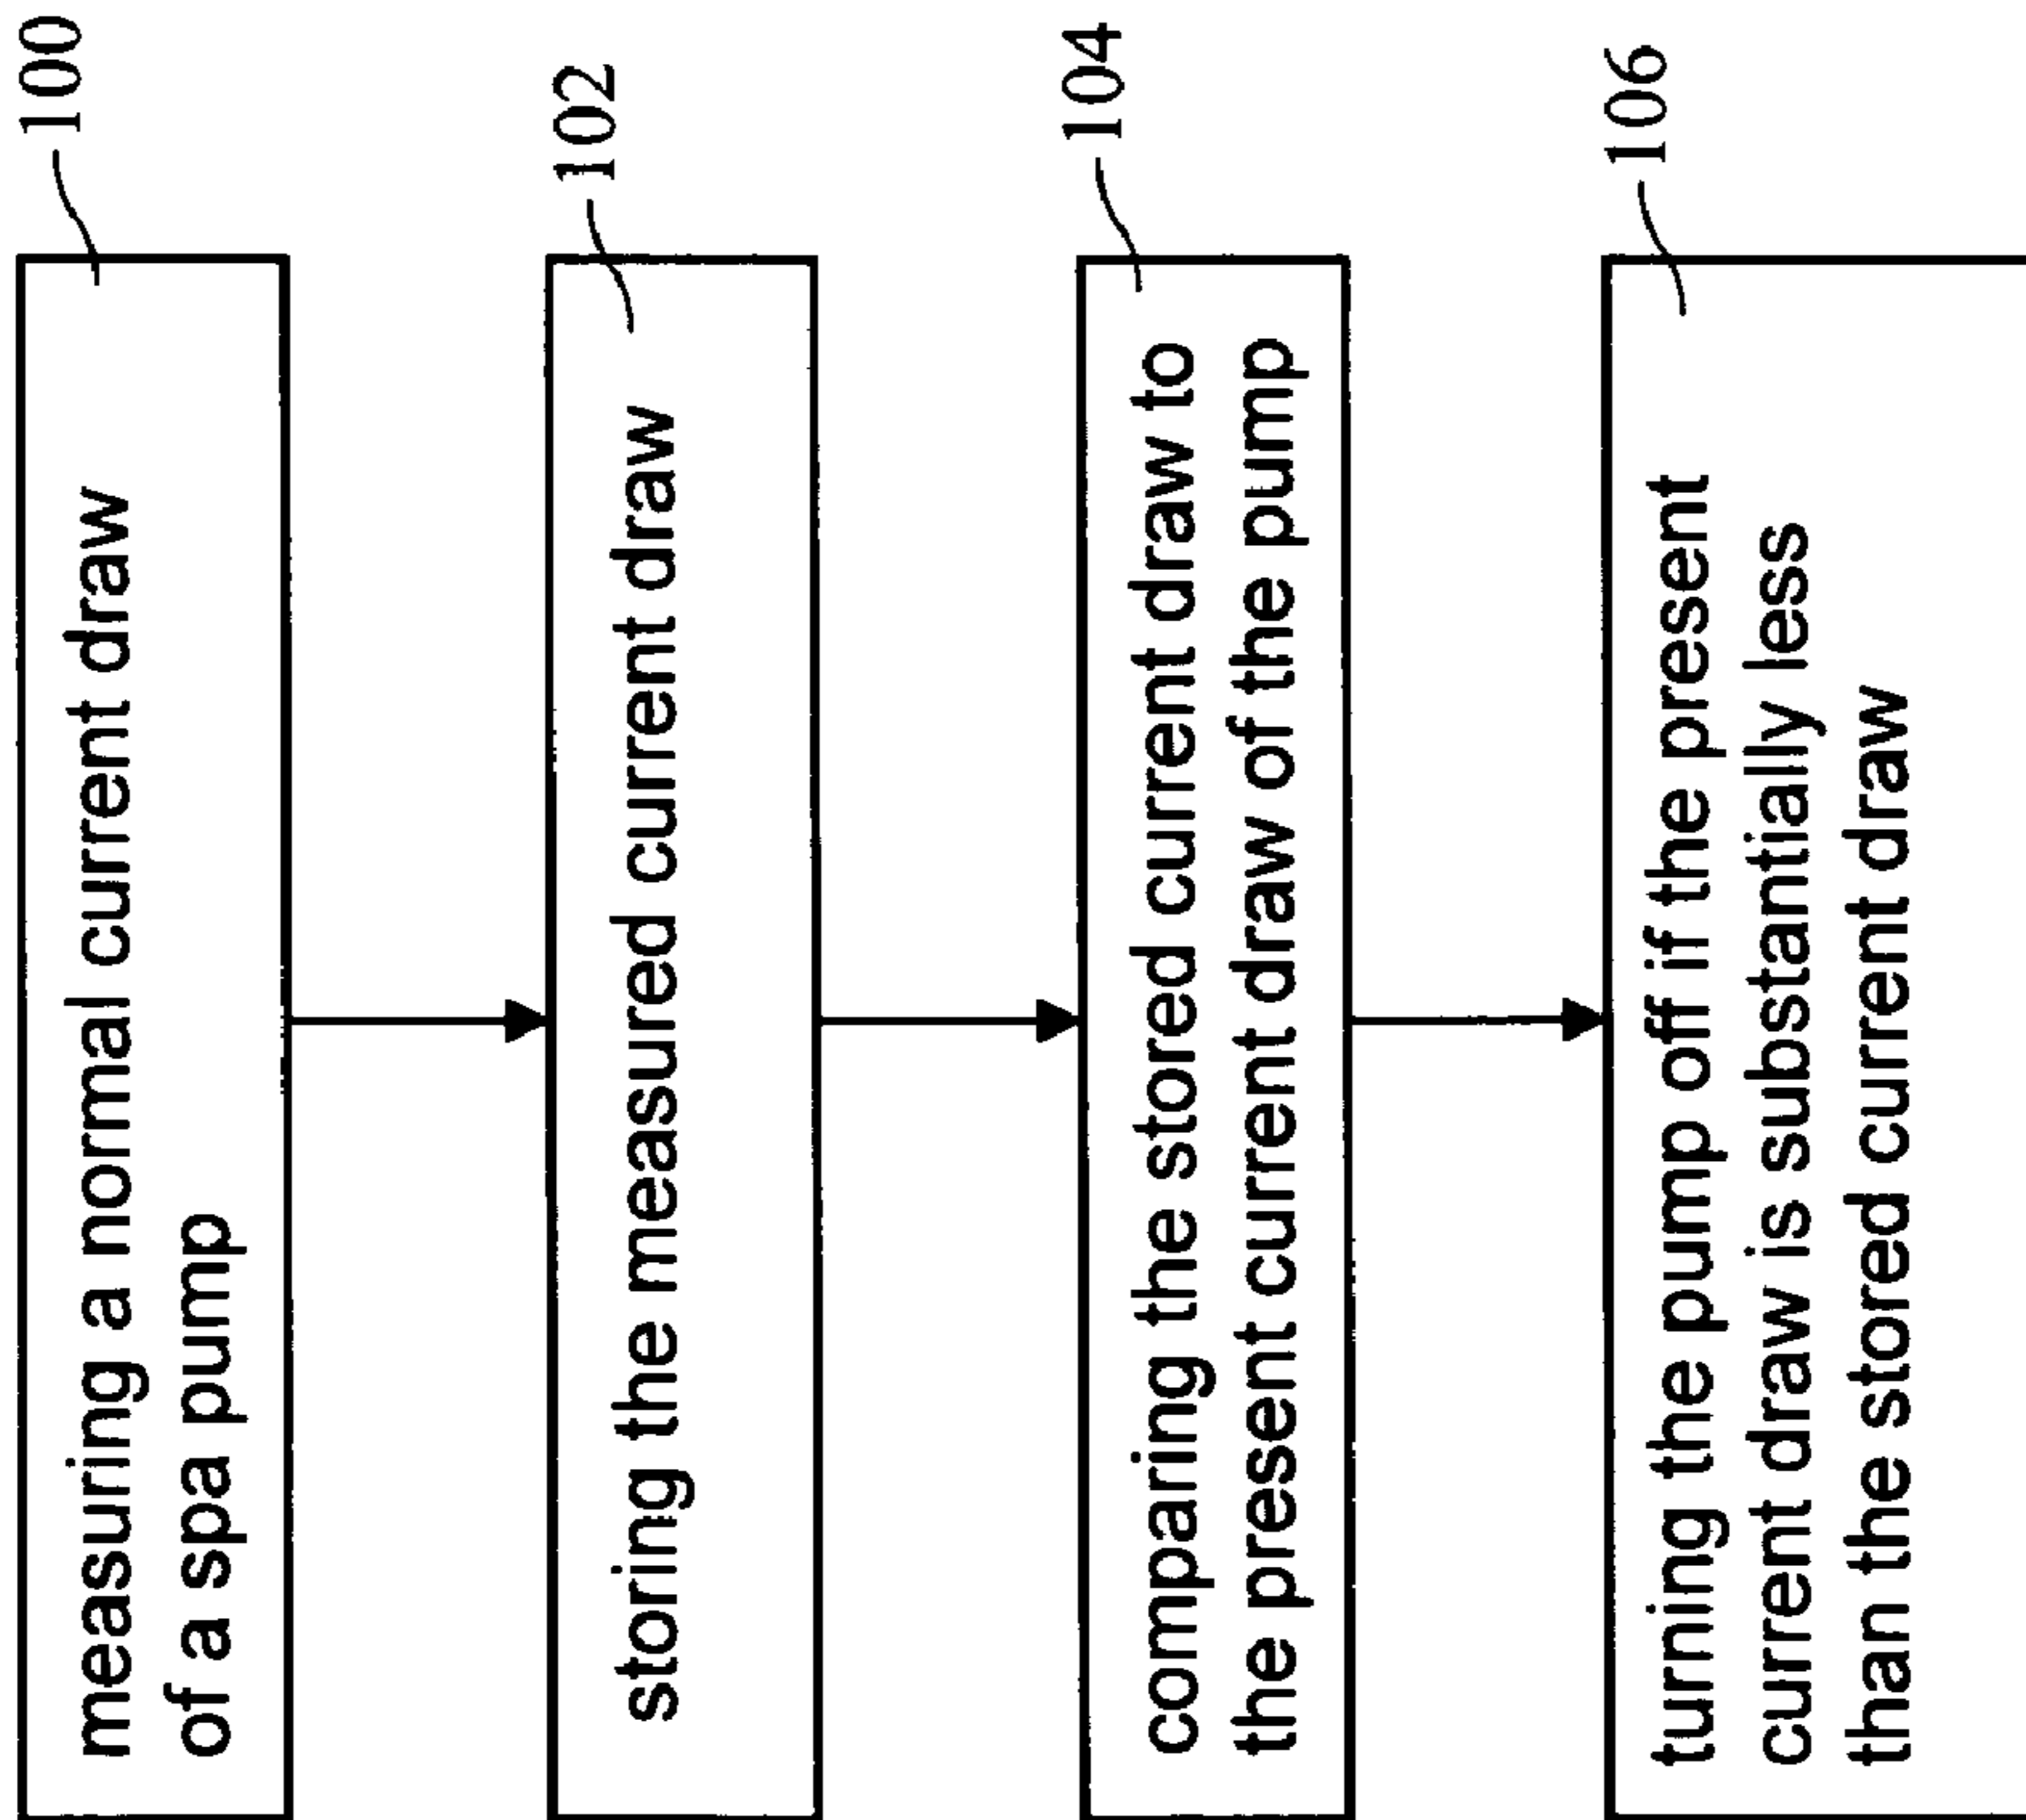 100
measuring a normal current draw
of a spa pump
102
storing the measured current draw
104
comparing the stored current draw to
the present current draw of the pump
106
turning the pump off if the present
current draw is substantially less
than the stored current draw